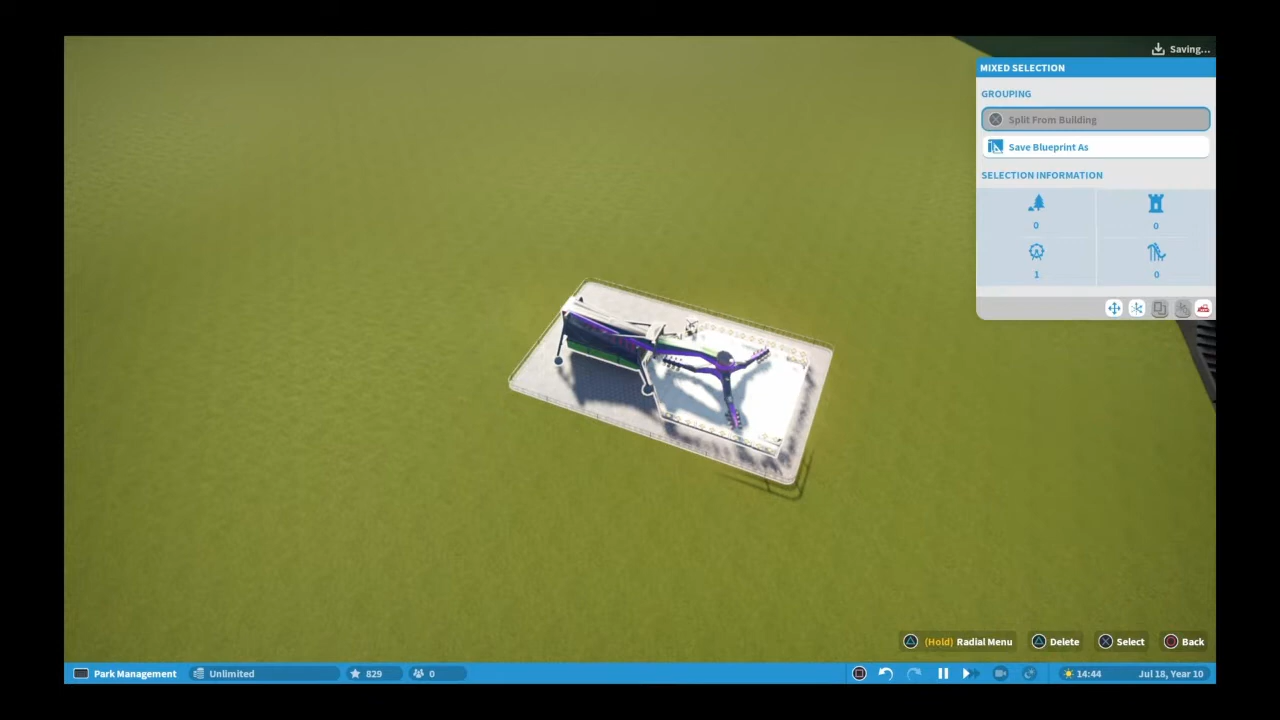 Saving...
MIXED SELECTION
GROUPING
Split From Building
Save Blueprint As
SELECTION INFORMATION
0 0
1 0
(Hold) Radial Menu Delete Select Back
Park Management Unlimited 829 0 14:44 Jul 18, Year 10